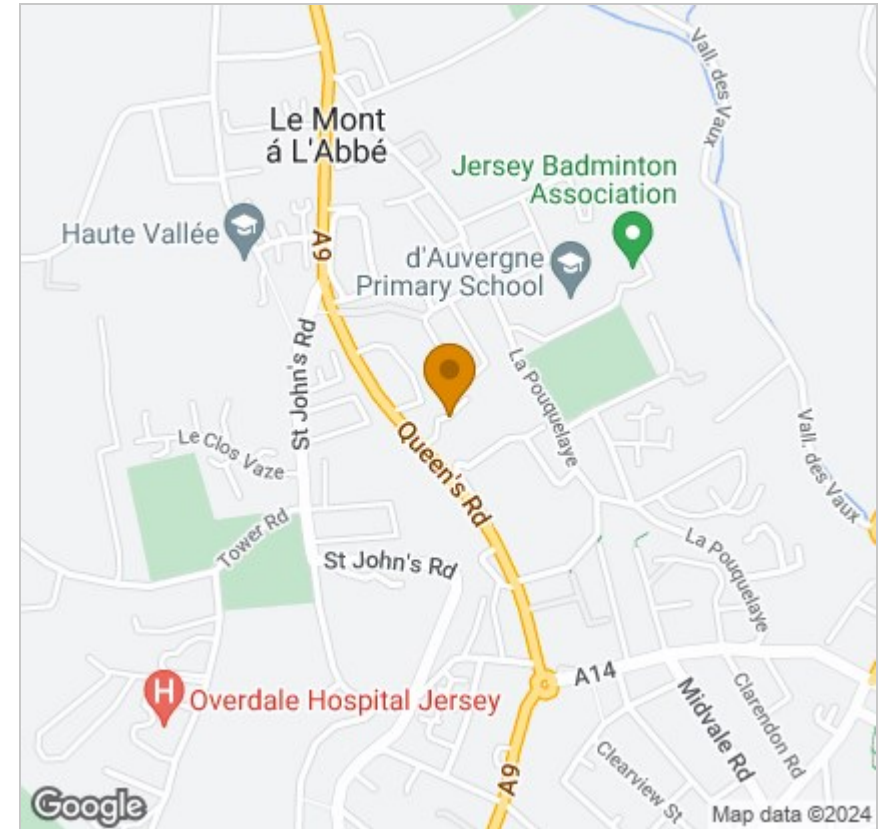 Vall. des Vaux
Le Mont
á L'Abbé
Jersey Badminton
Association
Haute Vallée
A9
d'Auvergne
Primary School
St John's Rd
La Pouquelaye
Le Clos Vaze
Queen's Rd
Vall. des Vaux
Tower Rd
La Pouquelaye
St John's Rd
H
Overdale Hospital Jersey
A14
Midvale Rd
Clarendon Rd
Clearview St
A9
Google
Map data ©2024